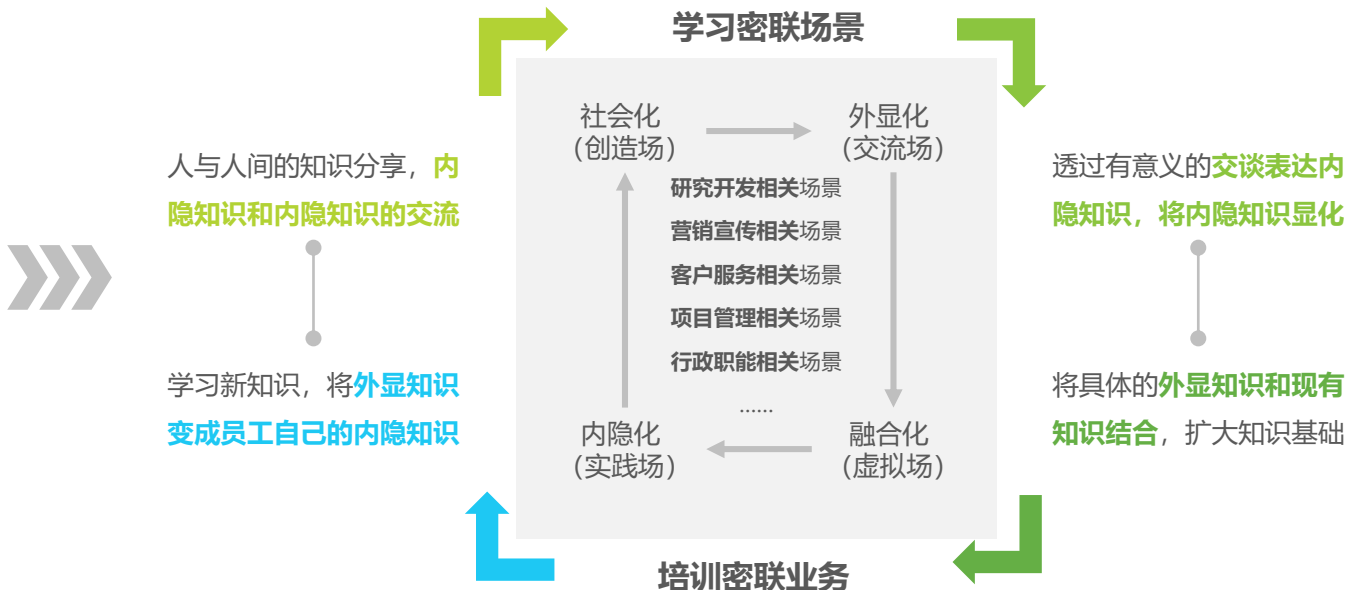 学习密联场景
社会化
(创造场)
外显化
(交流场)
人与人间的知识分享，内
隐知识和内隐知识的交流
透过有意义的交谈表达内
隐知识，将内隐知识显化
研究开发相关场景
营销宣传相关场景
客户服务相关场景
项目管理相关场景
行政职能相关场景
......
学习新知识，将外显知识
变成员工自己的内隐知识
将具体的外显知识和现有
知识结合，扩大知识基础
内隐化
(实践场)
融合化
(虚拟场)
培训密联业务